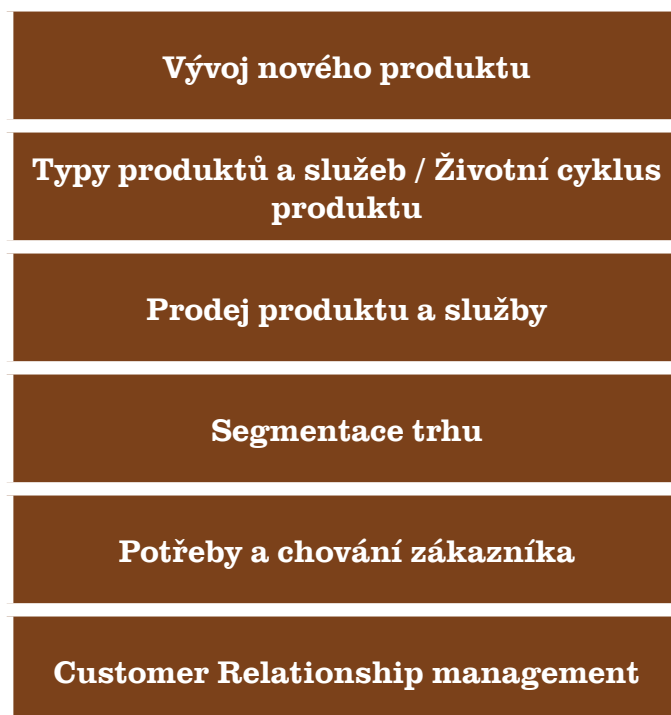 Vývoj nového produktu
Typy produktů a služeb / Životní cyklus
produktu
Prodej produktu a služby
Segmentace trhu
Potřeby a chování zákazníka
Customer Relationship management